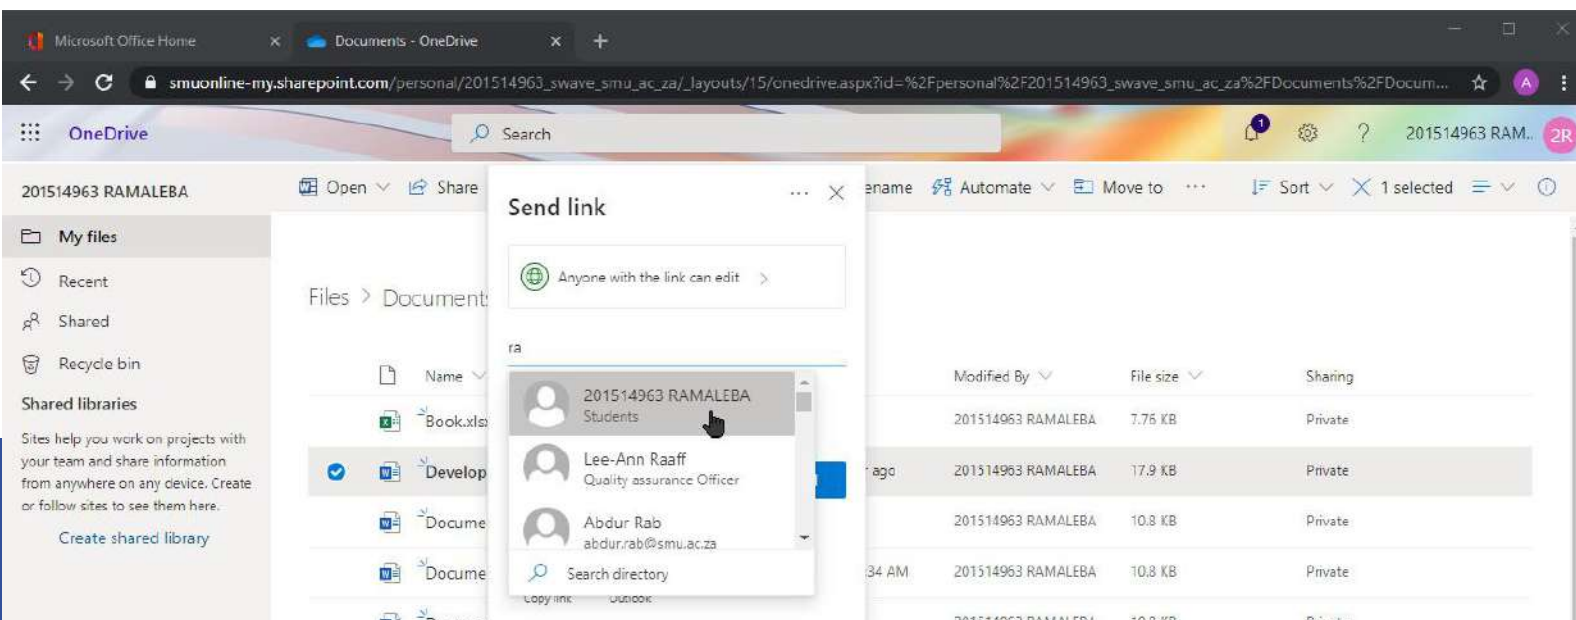 Microsoft Office Home
Documents - OneDrive
smuonline-my.sharepoint.com/personal/201514963_swave_smu_ac_za/_layouts/15/onedrive.aspx?id=%2Fpersonal%2F201514963_swave_smu_ac_za%2FDocuments%2FDocum...
A
OneDrive
Search
1
?
201514963 RAM..
2R
201514963 RAMALEBA
Open
Share
ename
Automate
Move to
Sort
1 selected
My files
Recent
Shared
Recycle bin
Shared libraries
Sites help you work on projects with
your team and share information
from anywhere on any device. Create
or follow sites to see them here.
Create shared library
Files > Documents
Send link
Anyone with the link can edit
ra
201514963 RAMALEBA
Students
Lee-Ann Raaff
Quality assurance Officer
Abdur Rab
abdur.rab@smu.ac.za
Search directory
Copy link Outlook
Name Modified By File size Sharing
Book.xls 201514963 RAMALEBA 7.76 KB Private
Develop ago 201514963 RAMALEBA 17.9 KB Private
Docume 201514963 RAMALEBA 10.8 KB Private
Docume :34 AM 201514963 RAMALEBA 10.8 KB Private